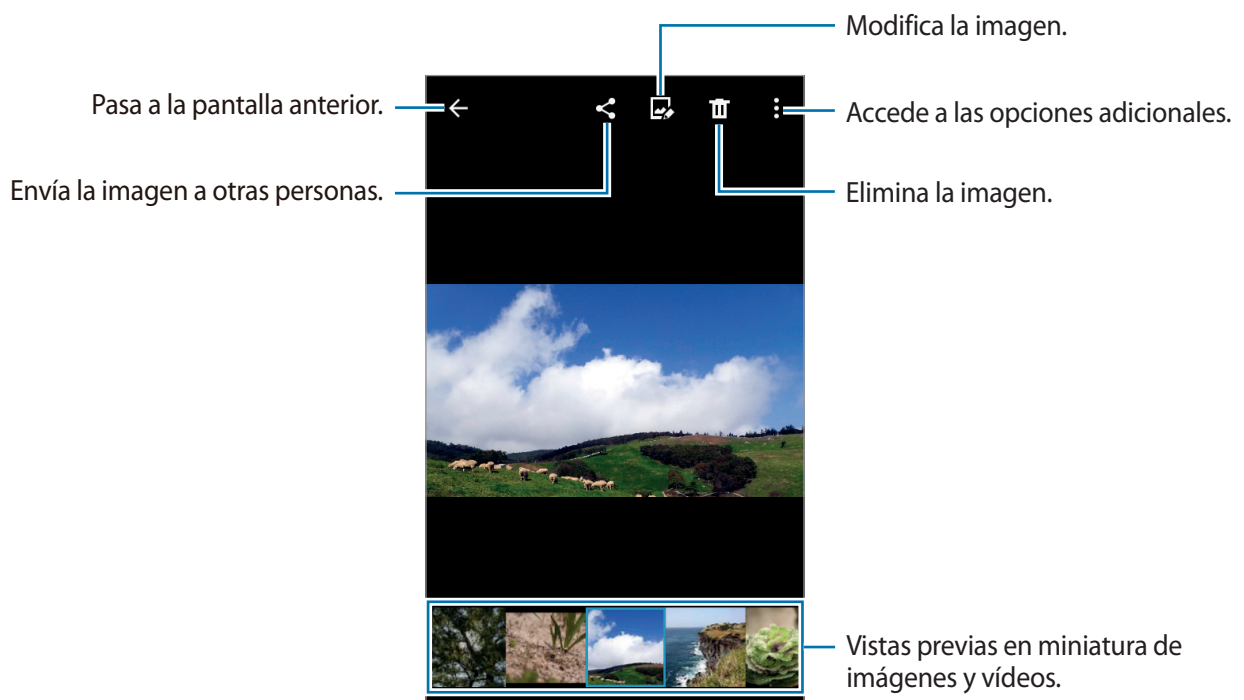 Modifica la imagen.
Pasa a la pantalla anterior.
Accede a las opciones adicionales.
Envía la imagen a otras personas.
Elimina la imagen.
Vistas previas en miniatura de
imágenes y vídeos.